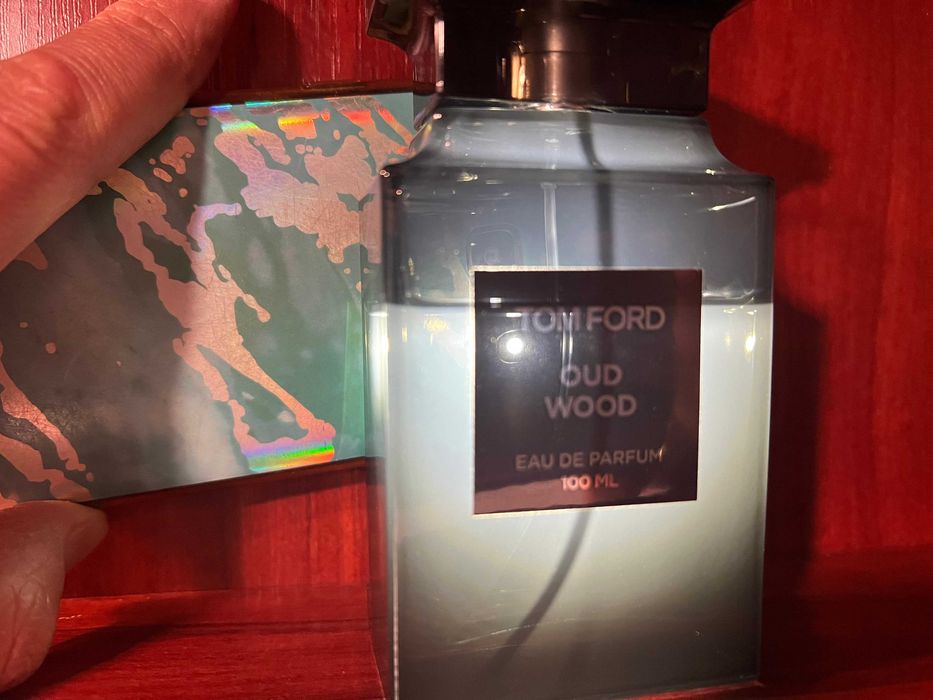 TOM FORD
OUD
WOOD
EAU DE PARFUM
100 ML